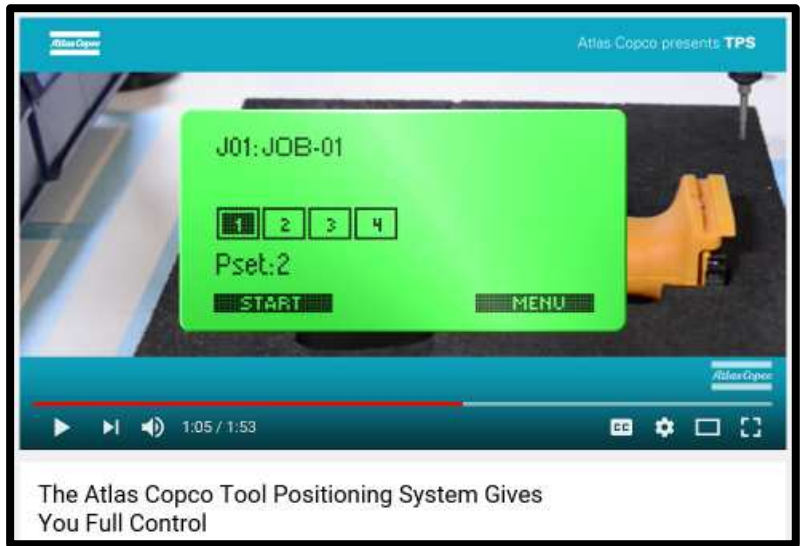 Atlas Copco
Atlas Copco presents TPS
J01:JOB-01
1 2 3 4
Pset:2
START MENU
Atlas Copco
1:05 / 1:53
CC
The Atlas Copco Tool Positioning System Gives
You Full Control